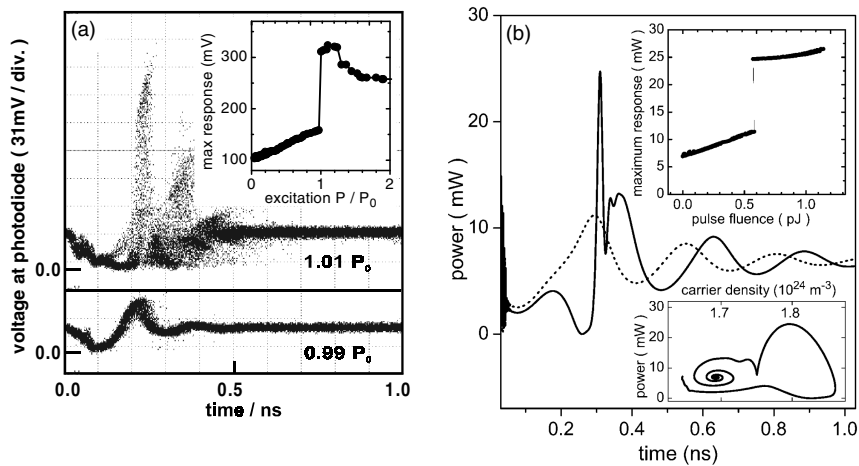 (a)
voltage at photodiode ( 31mV / div. )
0.0
0.0
1.01 P₀
0.99 P₀
0.0 0.5 1.0
time / ns
max response (mV)
300
200
100
0 1 2
excitation P / P₀
(b)
power ( mW )
30
20
10
0
0.2 0.4 0.6 0.8 1.0
time (ns)
maximum response ( mW )
30
25
20
15
10
5
0
0.0 0.5 1.0
pulse fluence ( pJ )
carrier density (10²⁴ m⁻³)
1.7 1.8
power ( mW )
30
20
10
0